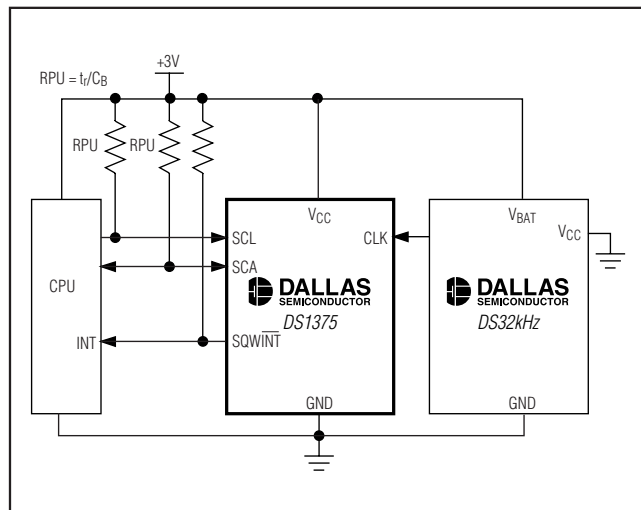 RPU = tr/CB
+3V
RPU
RPU
VCC
VBAT
VCC
SCL
CLK
CPU
SCA
DALLAS
SEMICONDUCTOR
DS1375
DALLAS
SEMICONDUCTOR
DS32kHz
INT
SQWI̅N̅T̅
GND
GND